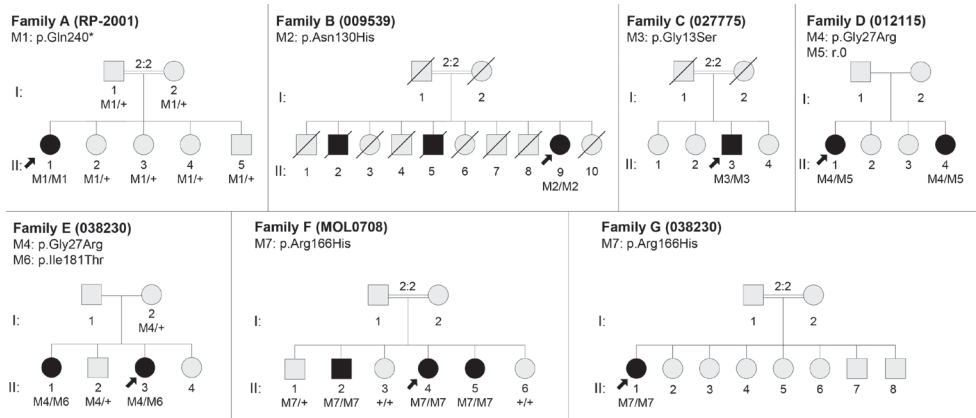 Family A (RP-2001)
M1: p.Gln240*
2:2
I:
1 2
M1/+ M1/+
II:
1 2 3 4 5
M1/M1 M1/+ M1/+ M1/+ M1/+
Family B (009539)
M2: p.Asn130His
2:2
I:
1 2
II:
1 2 3 4 5 6 7 8 9 10
M2/M2
Family C (027775)
M3: p.Gly13Ser
2:2
I:
1 2
II:
1 2 3 4
M3/M3
Family D (012115)
M4: p.Gly27Arg
M5: r.0
I:
1 2
II:
1 2 3 4
M4/M5 M4/M5
Family E (038230)
M4: p.Gly27Arg
M6: p.Ile181Thr
I:
1 2
M4/+
II:
1 2 3 4
M4/M6 M4/+ M4/M6
Family F (MOL0708)
M7: p.Arg166His
2:2
I:
1 2
II:
1 2 3 4 5 6
M7/+ M7/M7 +/+ M7/M7 M7/M7 +/+
Family G (038230)
M7: p.Arg166His
2:2
I:
1 2
II:
1 2 3 4 5 6 7 8
M7/M7